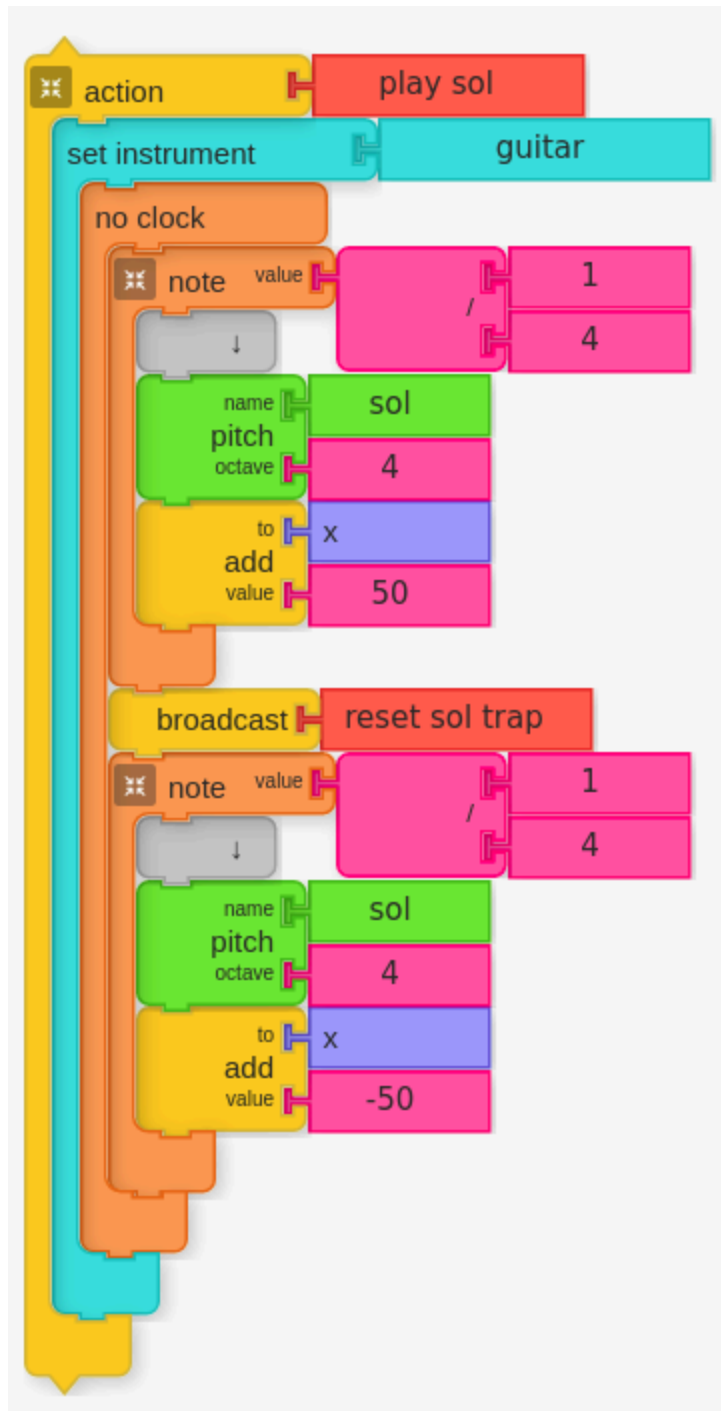 action play sol
set instrument guitar
no clock
note value / 1
4
↓
name sol
pitch
octave 4
to x
add
value 50
broadcast reset sol trap
note value / 1
4
↓
name sol
pitch
octave 4
to x
add
value -50